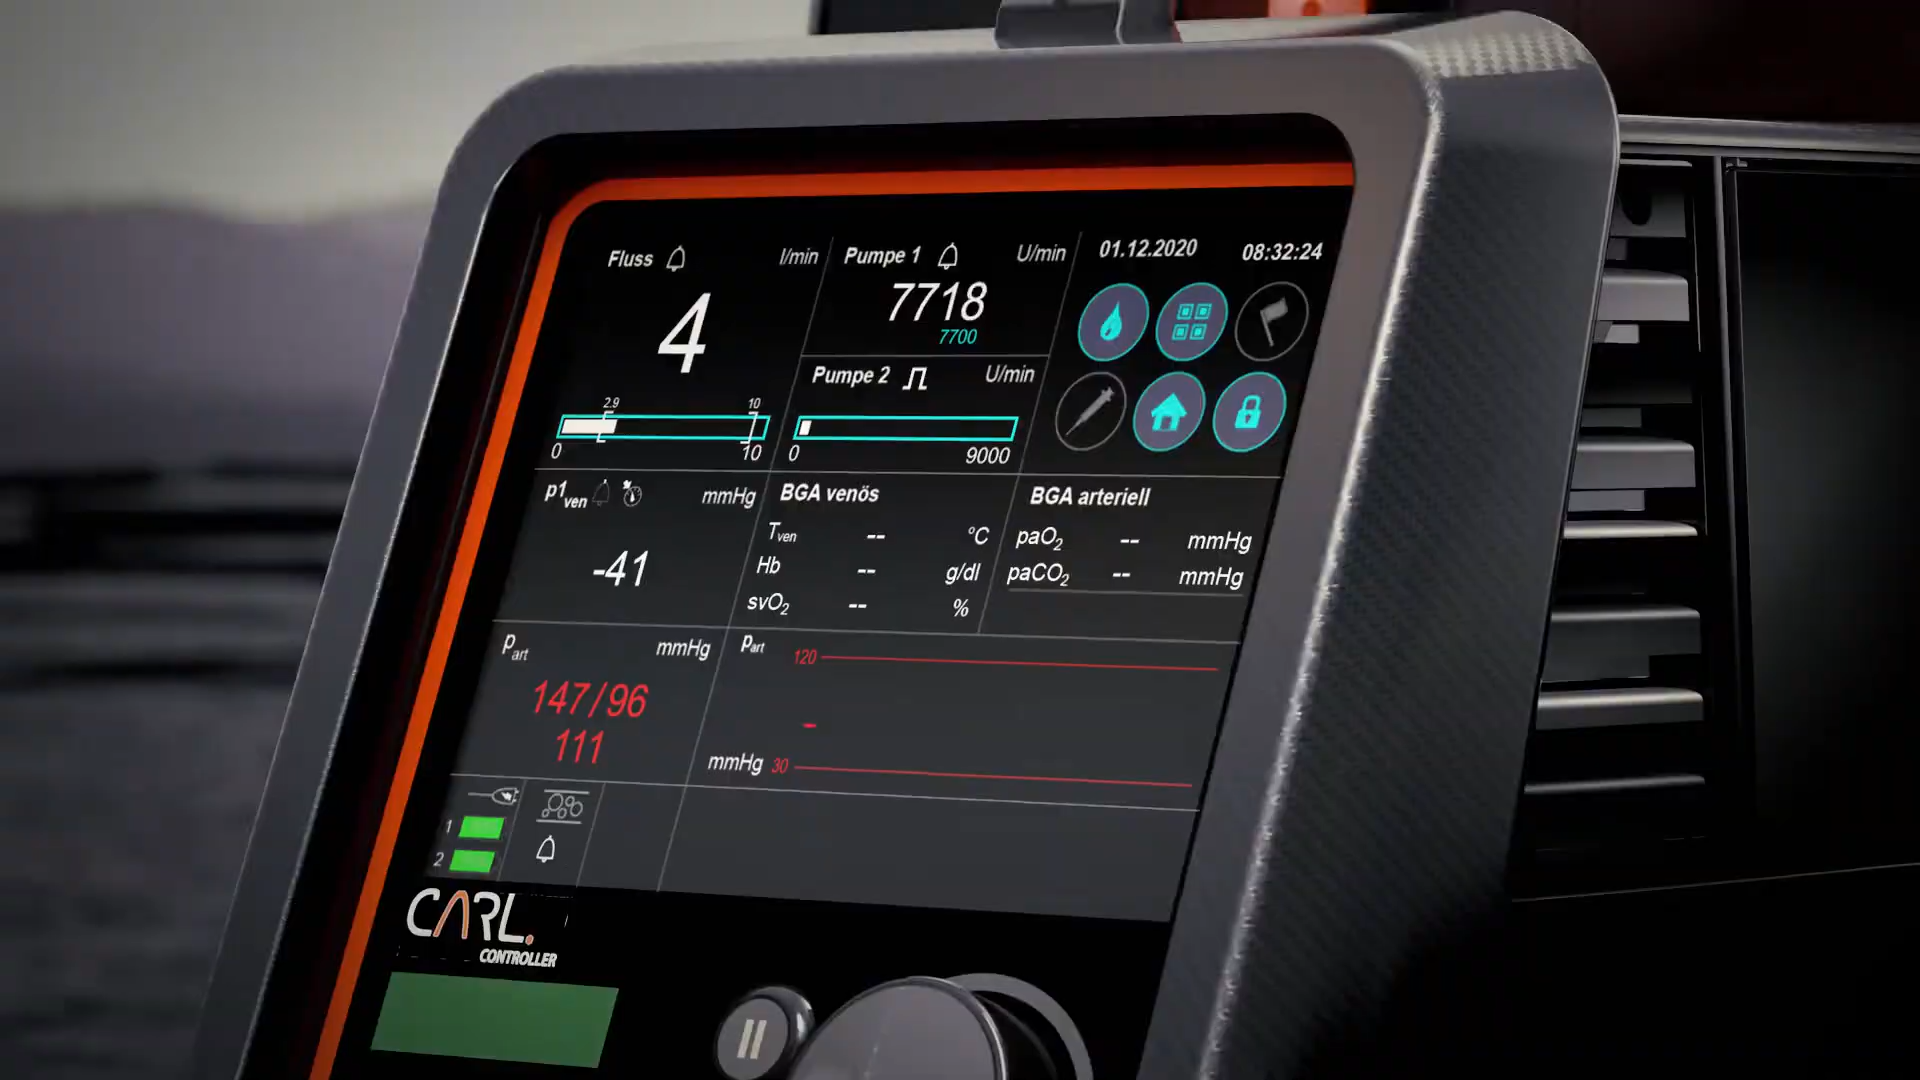 Fluss l/min
4
2.9 10
0 10
Pumpe 1 U/min
7718
7700
Pumpe 2 U/min
0 9000
01.12.2020 08:32:24
p1ven mmHg
-41
BGA venös
Tven -- °C
Hb -- g/dl
svO2 -- %
BGA arteriell
paO2 -- mmHg
paCO2 -- mmHg
Part mmHg
147/96
111
Part 120
mmHg 30
1
2
CARL.
CONTROLLER